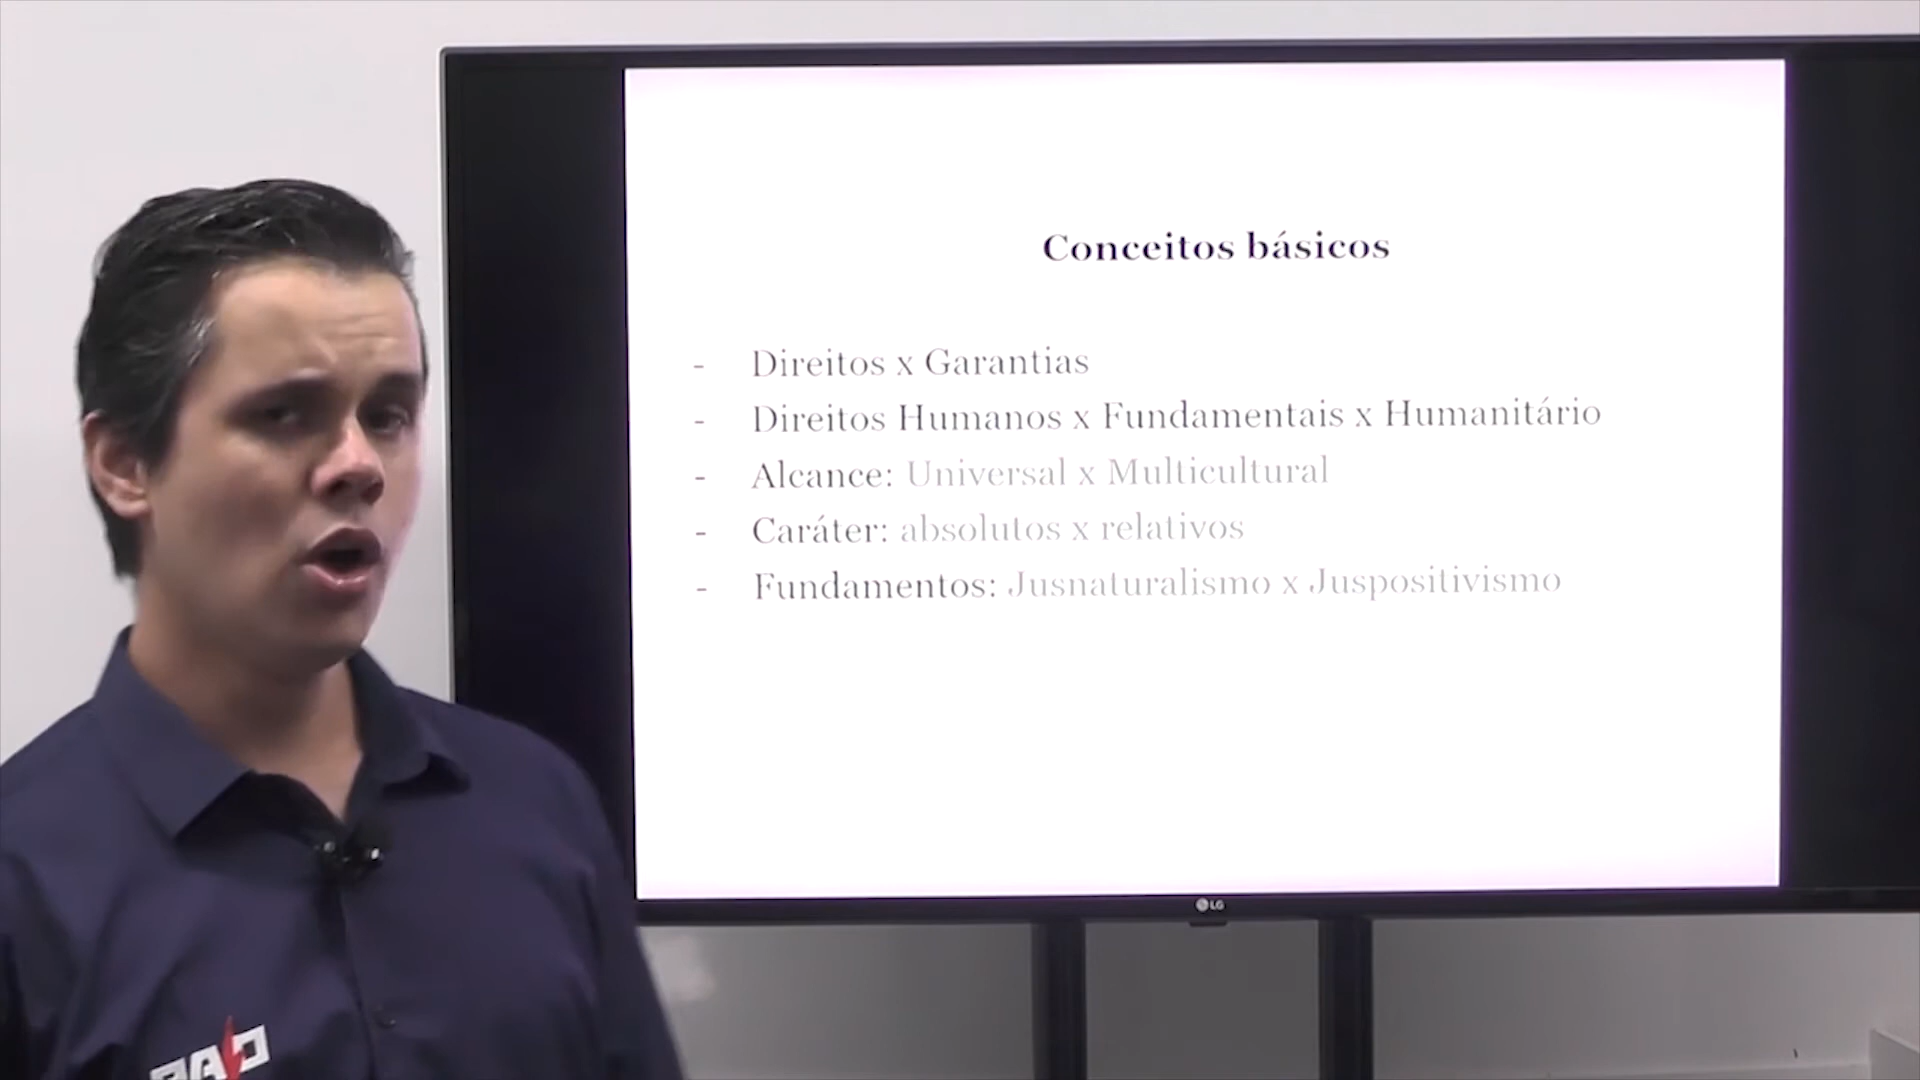 Conceitos básicos
- Direitos x Garantias
- Direitos Humanos x Fundamentais x Humanitário
- Alcance: Universal x Multicultural
- Caráter: absolutos x relativos
- Fundamentos: Jusnaturalismo x Juspositivismo
LG